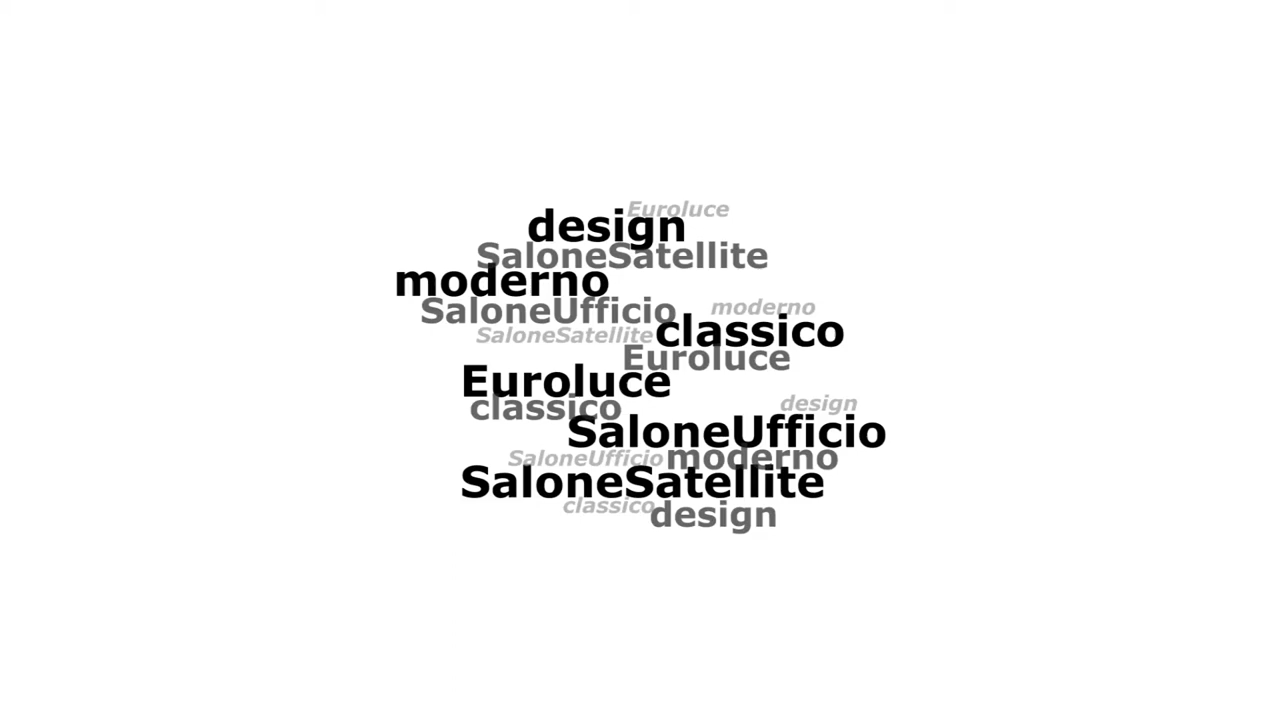 Euroluce
design
SaloneSatellite
moderno
moderno
SaloneUfficio
classico
SaloneSatellite
Euroluce
Euroluce
design
classico
SaloneUfficio
SaloneUfficio moderno
SaloneSatellite
classico
design